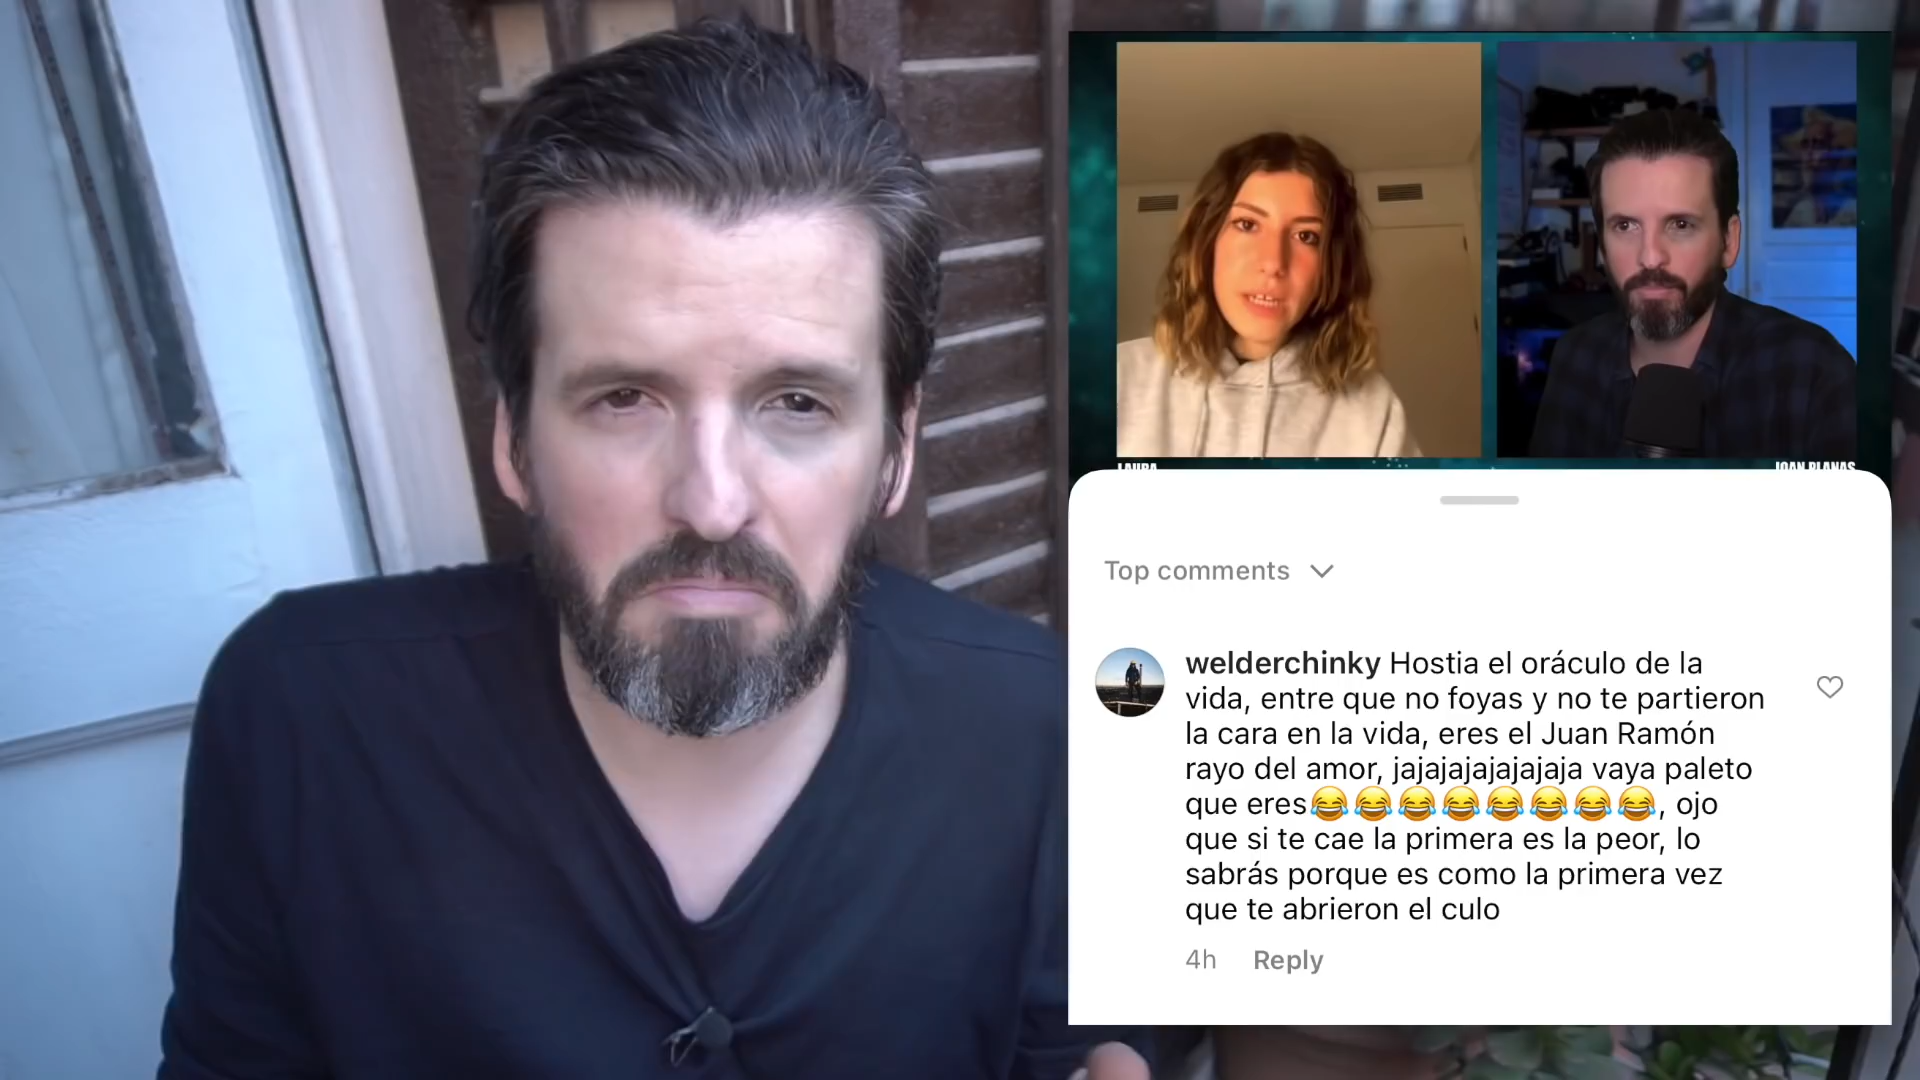 LAURA
JOAN PLANAS
Top comments
welderchinky Hostia el oráculo de la
vida, entre que no foyas y no te partieron
la cara en la vida, eres el Juan Ramón
rayo del amor, jajajajajajajaja vaya paleto
que eres😂😂😂😂😂😂😂😂, ojo
que si te cae la primera es la peor, lo
sabrás porque es como la primera vez
que te abrieron el culo
4h Reply